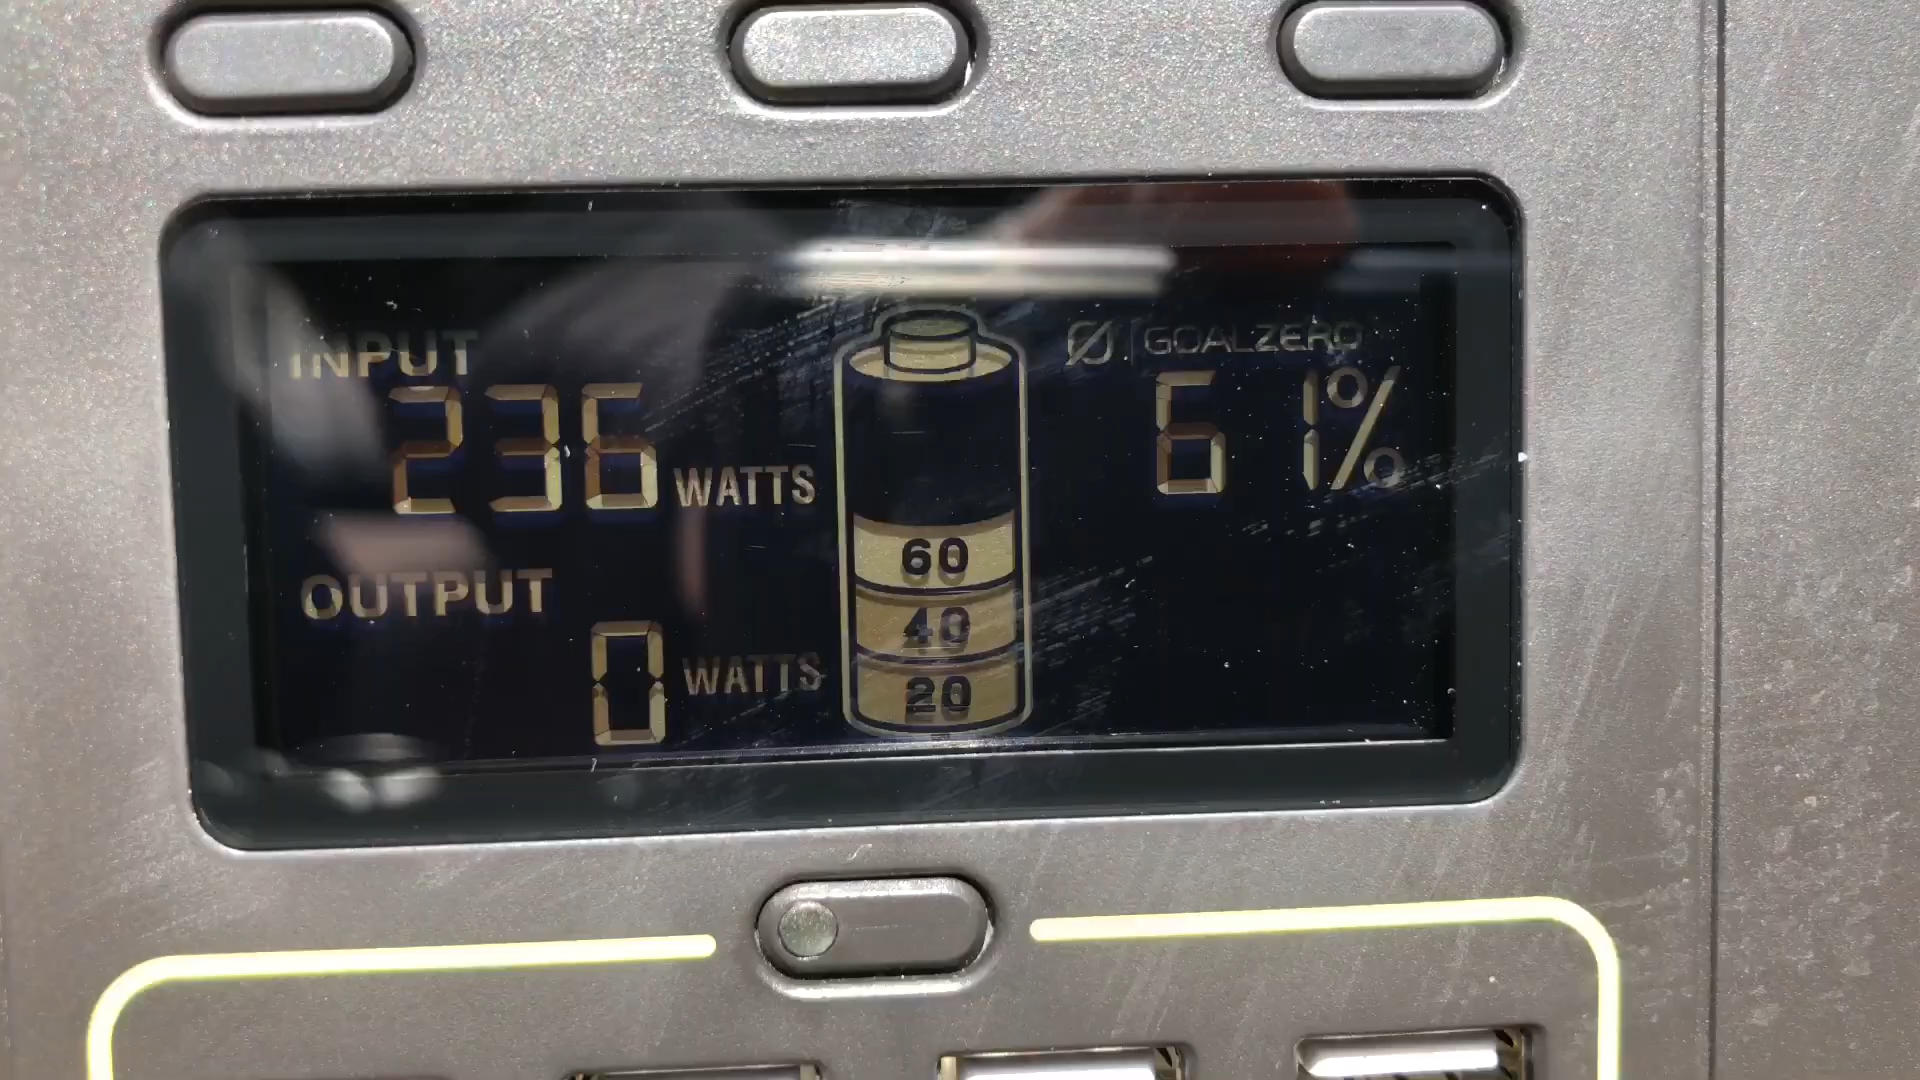 INPUT
236 WATTS
OUTPUT
0 WATTS
60
40
20
GOALZERO
61%